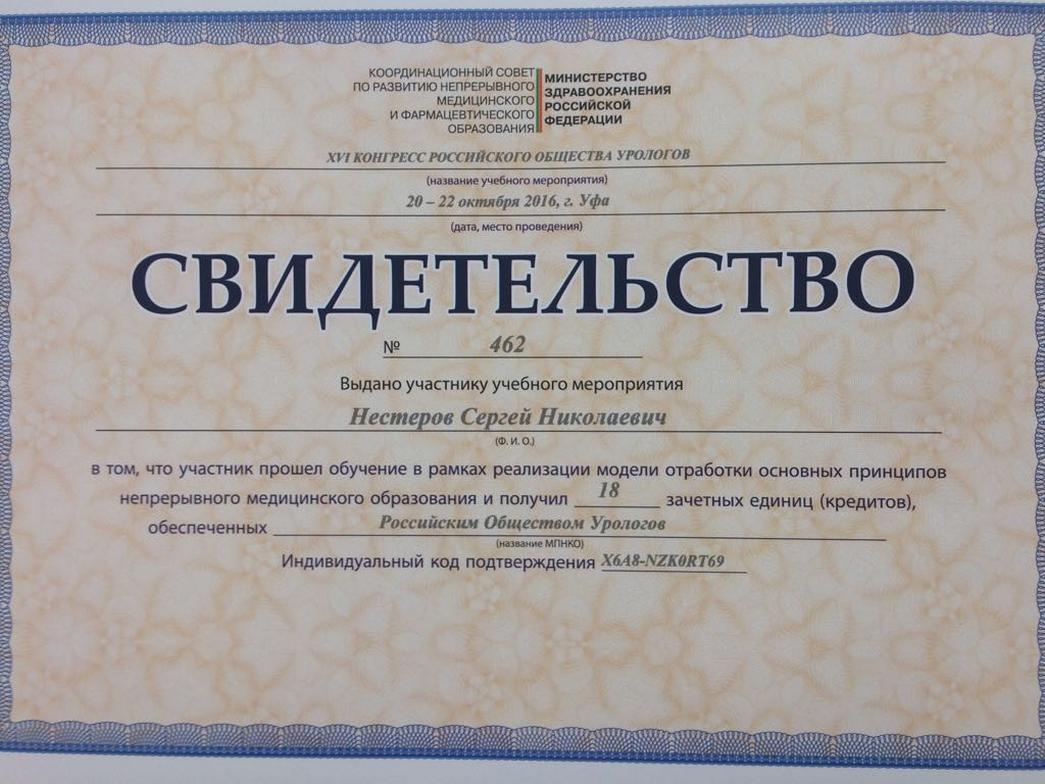 КООРДИНАЦИОННЫЙ СОВЕТ
ПО РАЗВИТИЮ НЕПРЕРЫВНОГО
МЕДИЦИНСКОГО
И ФАРМАЦЕВТИЧЕСКОГО
ОБРАЗОВАНИЯ
МИНИСТЕРСТВО
ЗДРАВООХРАНЕНИЯ
РОССИЙСКОЙ
ФЕДЕРАЦИИ
XVI КОНГРЕСС РОССИЙСКОГО ОБЩЕСТВА УРОЛОГОВ
(название учебного мероприятия)
20 – 22 октября 2016, г. Уфа
(дата, место проведения)
СВИДЕТЕЛЬСТВО
№ 462
Выдано участнику учебного мероприятия
Нестеров Сергей Николаевич
(Ф. И. О.)
в том, что участник прошел обучение в рамках реализации модели отработки основных принципов
непрерывного медицинского образования и получил 18 зачетных единиц (кредитов),
обеспеченных Российским Обществом Урологов
(название МПНКО)
Индивидуальный код подтверждения X6A8-NZK0RT69